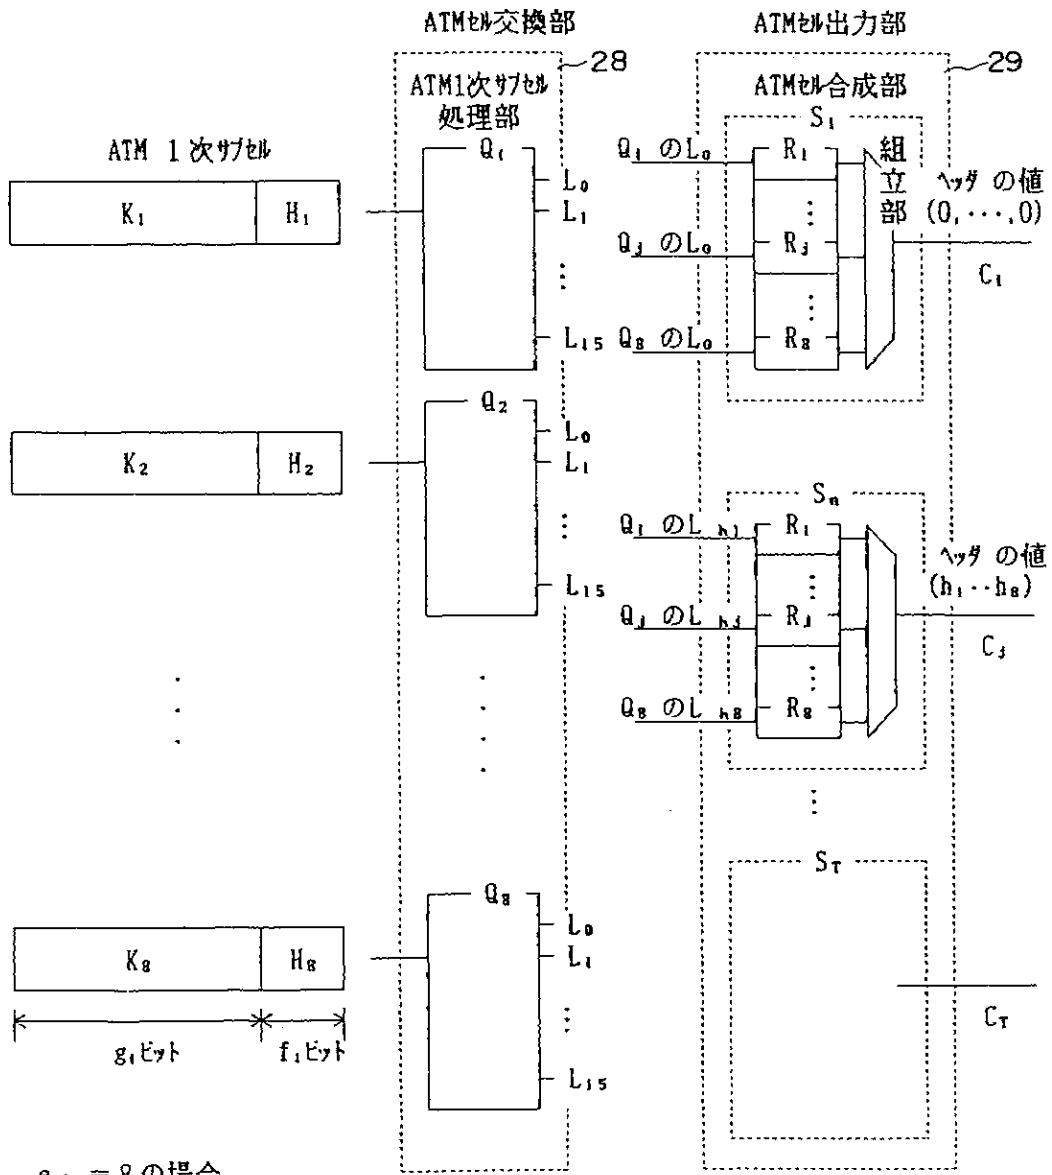 ATMセル交換部
ATMセル出力部
28
29
ATM1次サブセル
処理部
ATMセル合成部
ATM 1次サブセル
K₁ H₁
Q₁
L₀
L₁
⋮
L₁₅
S₁
Q₁ のL₀ R₁
⋮
Qⱼ のL₀ Rⱼ
⋮
Q₈ のL₀ R₈
組
立
部
ヘッダ の値
(0,⋯,0)
C₁
K₂ H₂
Q₂
L₀
L₁
⋮
L₁₅
Sₙ
Q₁ のL h₁ R₁
⋮
Qⱼ のL hⱼ Rⱼ
⋮
Q₈ のL h₈ R₈
ヘッダ の値
(h₁‥h₈)
Cⱼ
⋮
K₈ H₈
g₁ビット f₁ビット
Q₈
L₀
L₁
⋮
L₁₅
S_T
C_T
= 8の場合